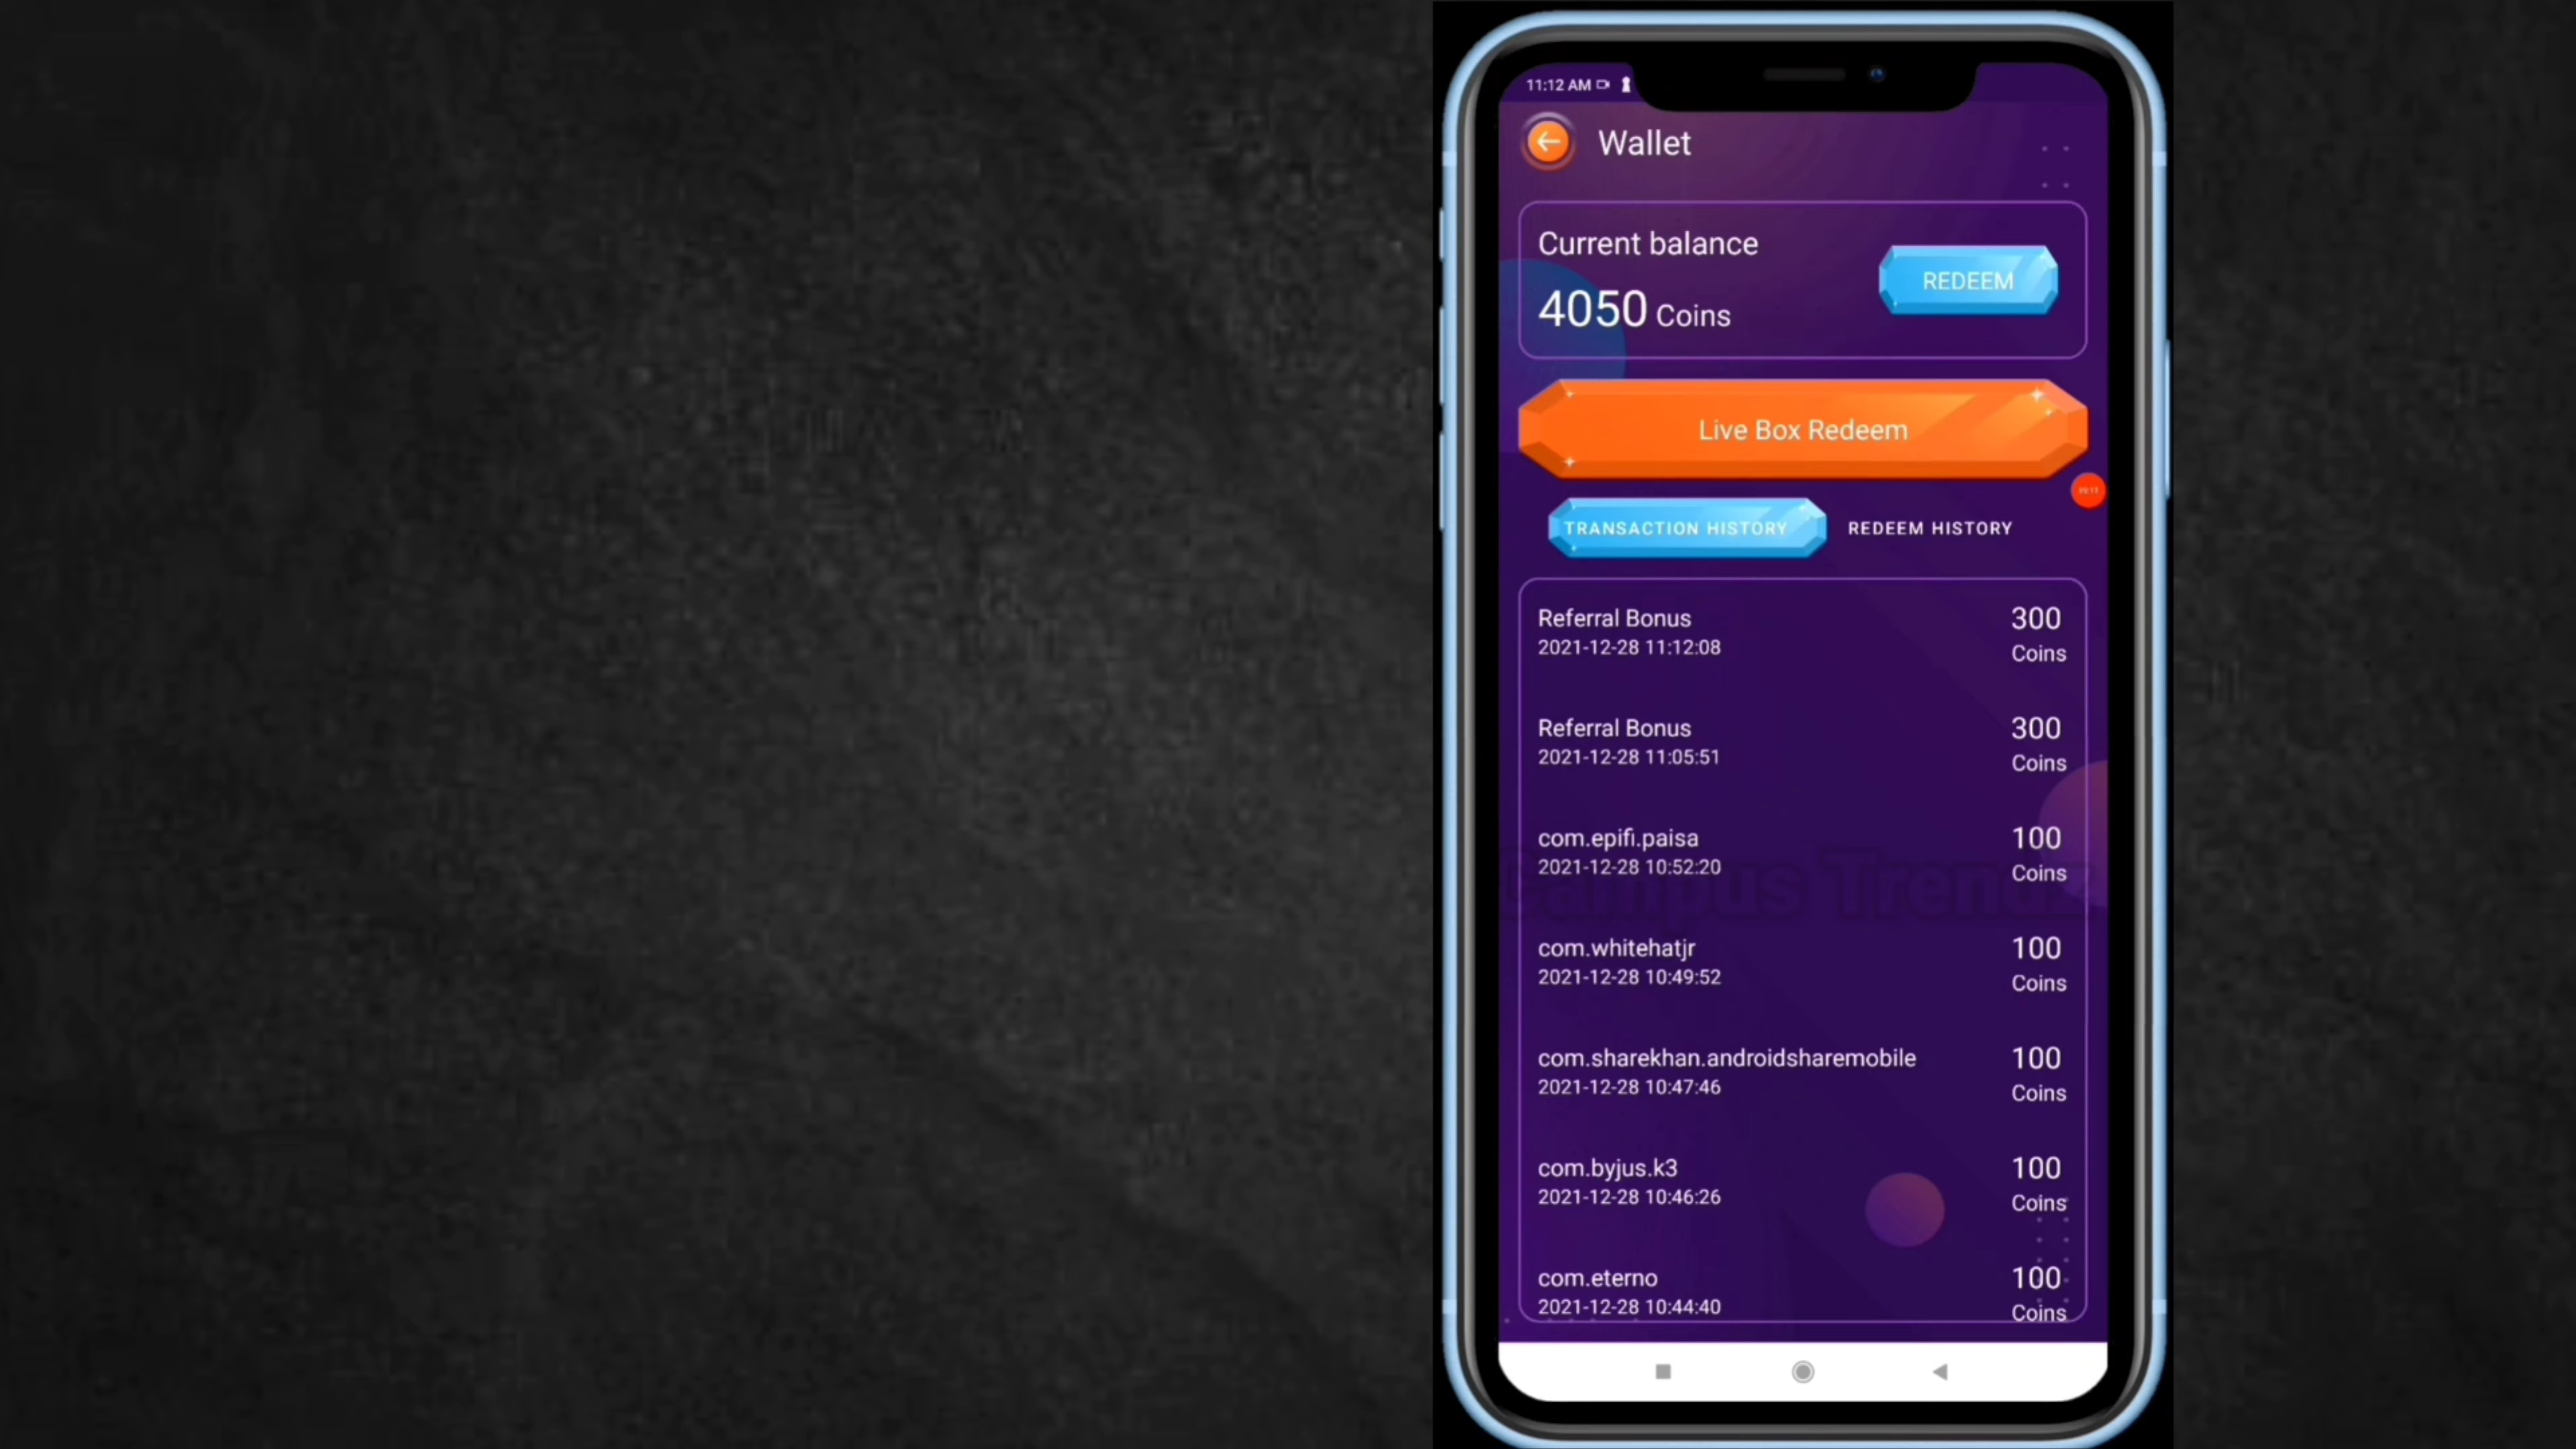 11:12 AM
Wallet
Current balance
4050 Coins
REDEEM
Live Box Redeem
TRANSACTION HISTORY
REDEEM HISTORY
Referral Bonus
300
2021-12-28 11:12:08
Coins
Referral Bonus
300
2021-12-28 11:05:51
Coins
com.epifi.paisa
100
2021-12-28 10:52:20
Coins
Campus Trendz
com.whitehatjr
100
2021-12-28 10:49:52
Coins
com.sharekhan.androidsharemobile
100
2021-12-28 10:47:46
Coins
com.byjus.k3
100
2021-12-28 10:46:26
Coins
com.eterno
100
2021-12-28 10:44:40
Coins